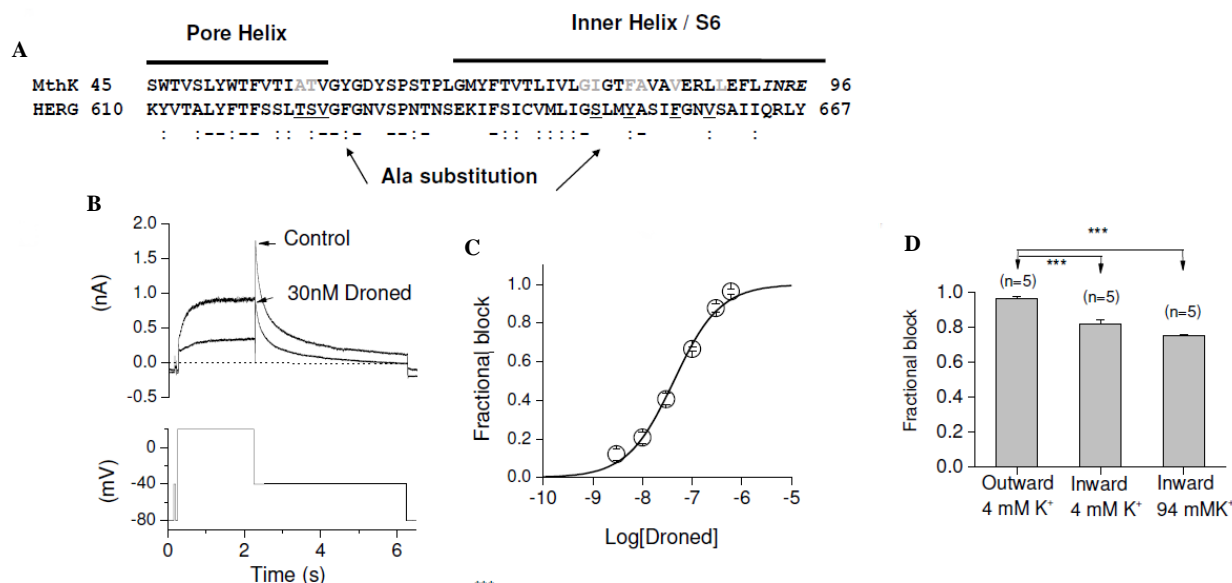 A
Pore Helix
Inner Helix / S6
MthK 45 SWTVSLYWTFVTIATVGYGDYSPSTPLGMYFTVTLIVLGIGTFAVAVERLLEFLINRE 96
HERG 610 KYVTALYFTFSSLTSVGFGNVSPNTNSEKIFSICVMLIGSLMYASIFGNVSAIIQRLY 667
: :--:-- :- --:- -: :::- :- : :
Ala substitution
B
2.0
1.5
1.0
0.5
0.0
-0.5
(nA)
Control
30nM Droned
0
-40
-80
(mV)
0 2 4 6
Time (s)
C
1.0
0.8
0.6
0.4
0.2
0.0
Fractional block
-10 -9 -8 -7 -6 -5
Log[Droned]
D
***
***
(n=5)
(n=5)
(n=5)
1.0
0.8
0.6
0.4
0.2
0.0
Fractional block
Outward Inward Inward
4 mM K⁺ 4 mM K⁺ 94 mMK⁺
***